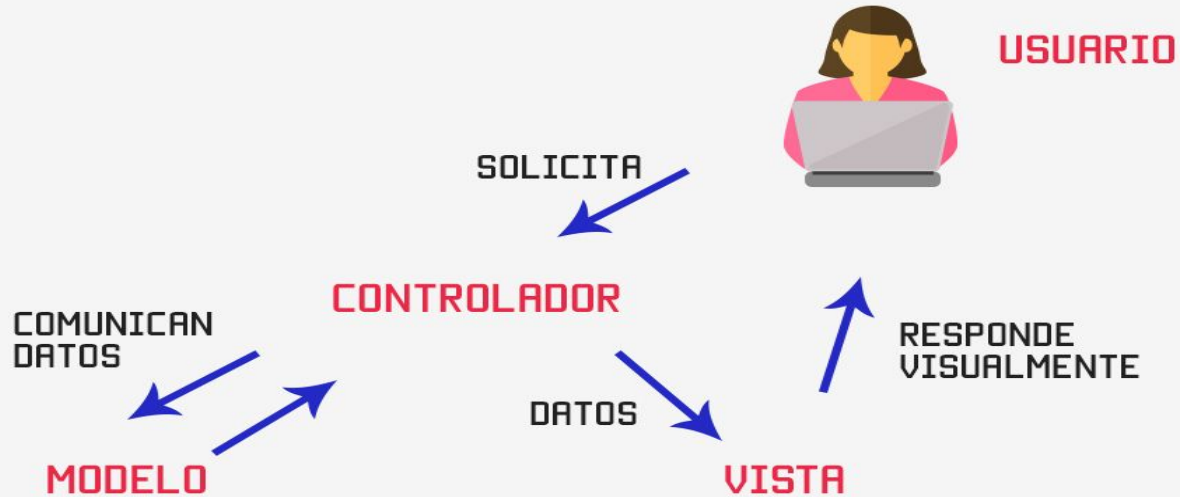 USUARIO
SOLICITA
CONTROLADOR
COMUNICAN
DATOS
RESPONDE
VISUALMENTE
DATOS
MODELO
VISTA